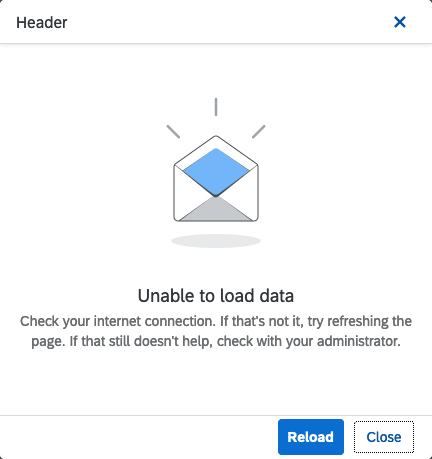 Header
Unable to load data
Check your internet connection. If that's not it, try refreshing the
page. If that still doesn't help, check with your administrator.
Reload
Close